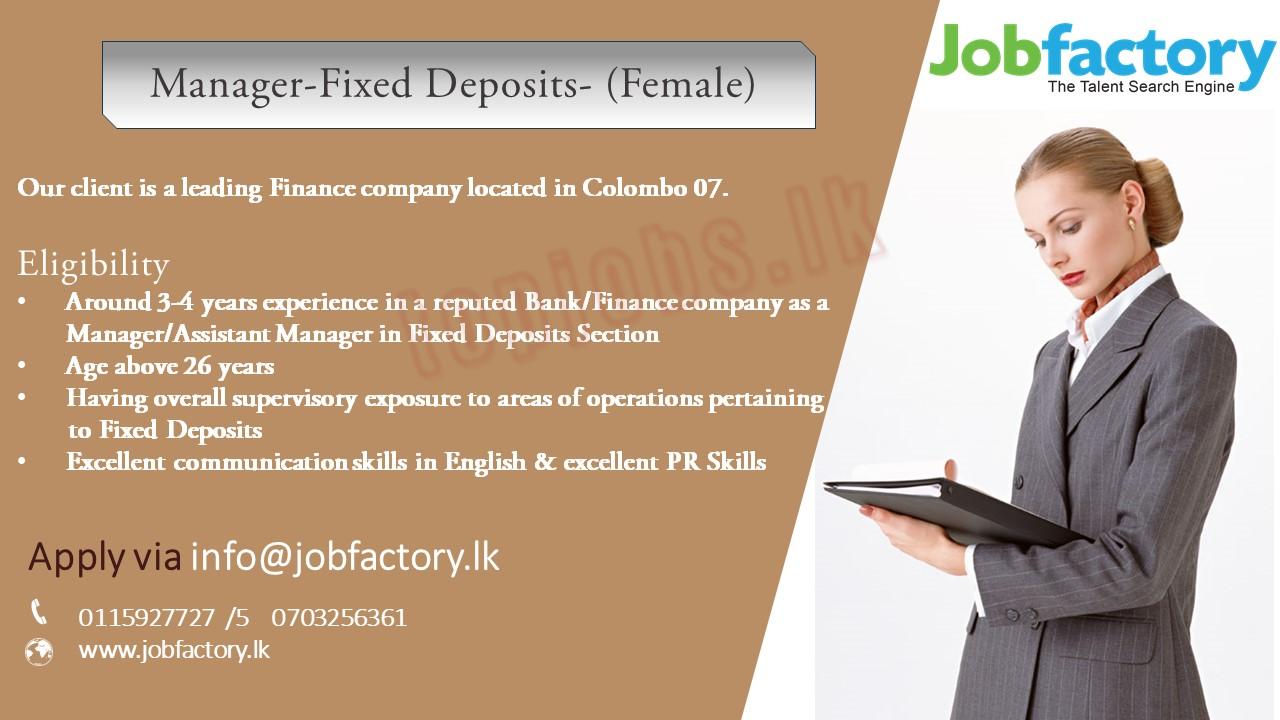 Jobfactory
The Talent Search Engine
Manager-Fixed Deposits- (Female)
Our client is a leading Finance company located in Colombo 07.
Eligibility
• Around 3-4 years experience in a reputed Bank/Finance company as a
Manager/Assistant Manager in Fixed Deposits Section
• Age above 26 years
• Having overall supervisory exposure to areas of operations pertaining
to Fixed Deposits
• Excellent communication skills in English & excellent PR Skills
topjobs.lk
Apply via info@jobfactory.lk
0115927727 /5 0703256361
www.jobfactory.lk